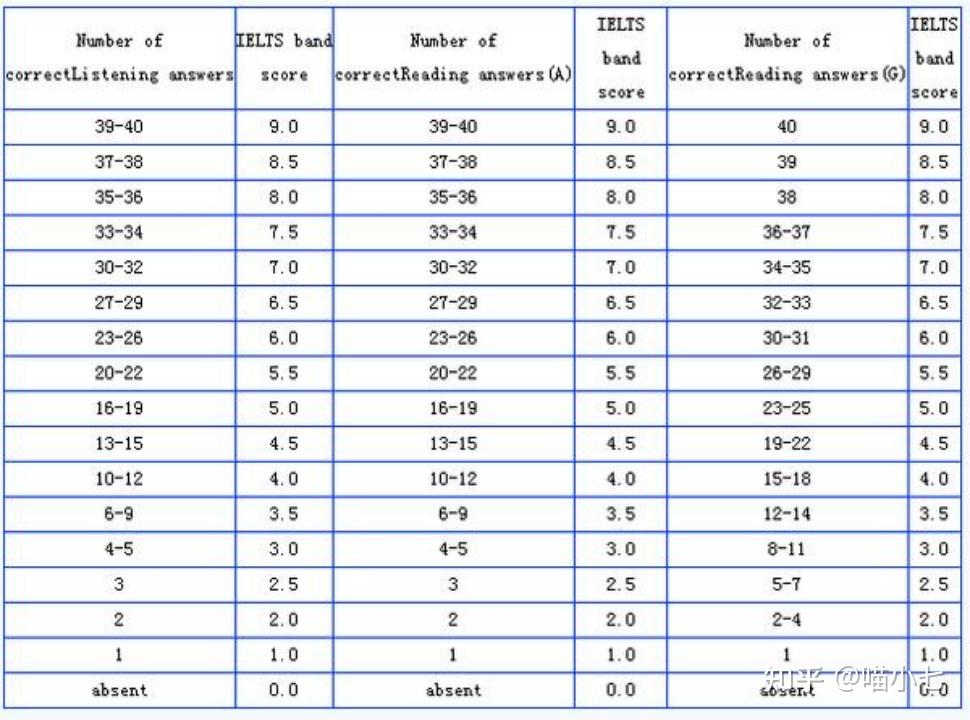 Number of correctListening answers IELTS band score Number of correctReading answers(A) IELTS band score Number of correctReading answers(G) IELTS band score
39-40 9.0 39-40 9.0 40 9.0
37-38 8.5 37-38 8.5 39 8.5
35-36 8.0 35-36 8.0 38 8.0
33-34 7.5 33-34 7.5 36-37 7.5
30-32 7.0 30-32 7.0 34-35 7.0
27-29 6.5 27-29 6.5 32-33 6.5
23-26 6.0 23-26 6.0 30-31 6.0
20-22 5.5 20-22 5.5 26-29 5.5
16-19 5.0 16-19 5.0 23-25 5.0
13-15 4.5 13-15 4.5 19-22 4.5
10-12 4.0 10-12 4.0 15-18 4.0
6-9 3.5 6-9 3.5 12-14 3.5
4-5 3.0 4-5 3.0 8-11 3.0
3 2.5 3 2.5 5-7 2.5
2 2.0 2 2.0 2-4 2.0
1 1.0 1 1.0 1 1.0
absent 0.0 absent 0.0 absent 0.0
知乎 @喵小七